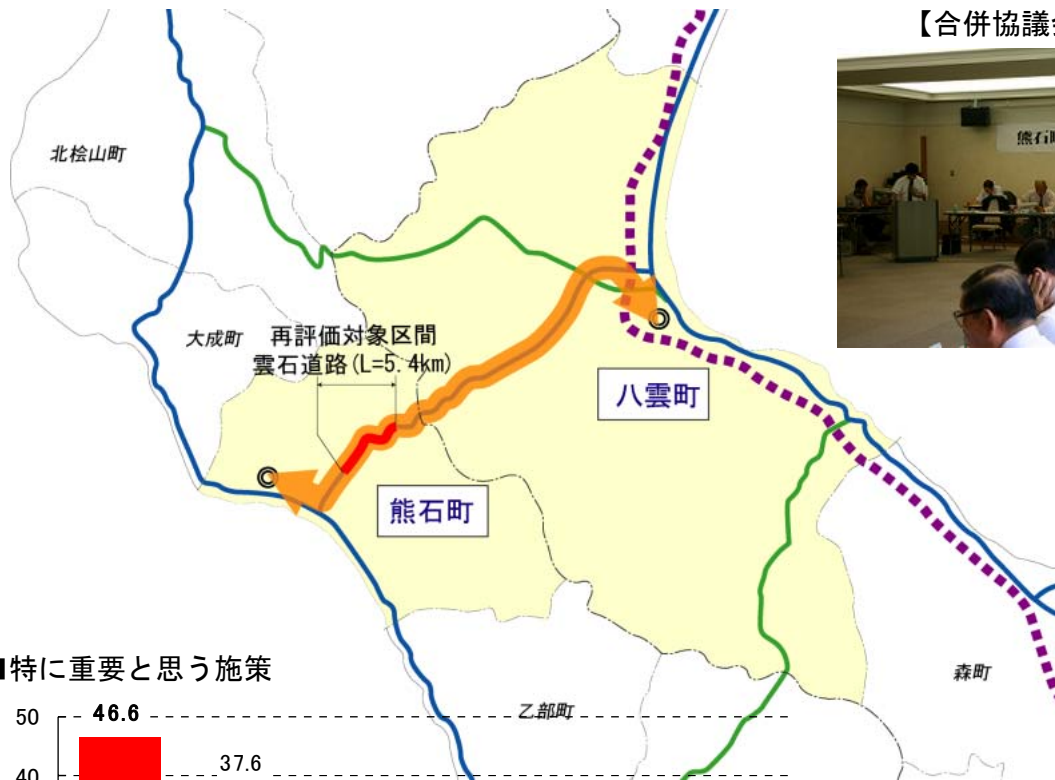 【合併協議
熊石
北桧山町
大成町
再評価対象区間
雲石道路(L=5.4km)
八雲町
熊石町
特に重要と思う施策
森町
乙部町
50
46.6
37.6
40